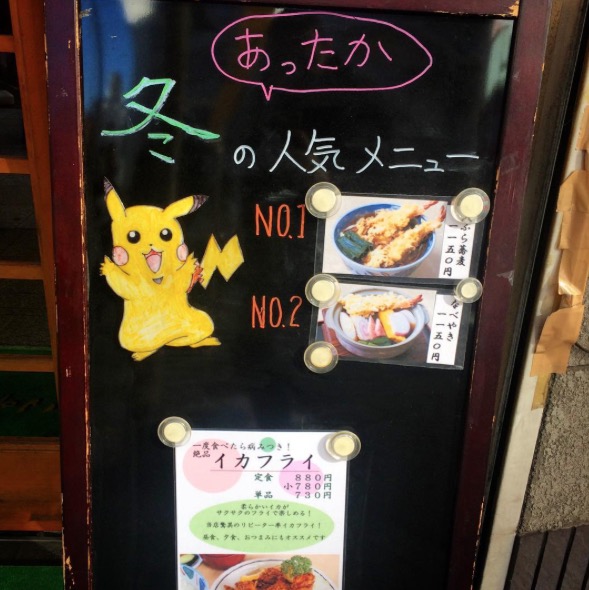 あったか
冬の人気メニュー
NO.1
ぷら蕎麦
一一五〇円
NO.2
なべやき
一一五〇円
一度食べたら病みつき!
絶品 イカフライ
定食 880円
小780円
単品 730円
柔らかいイカが
サクサクのフライで楽しめる!
当店驚異のリピーター率イカフライ!
昼食、夕食、おつまみにもオススメです